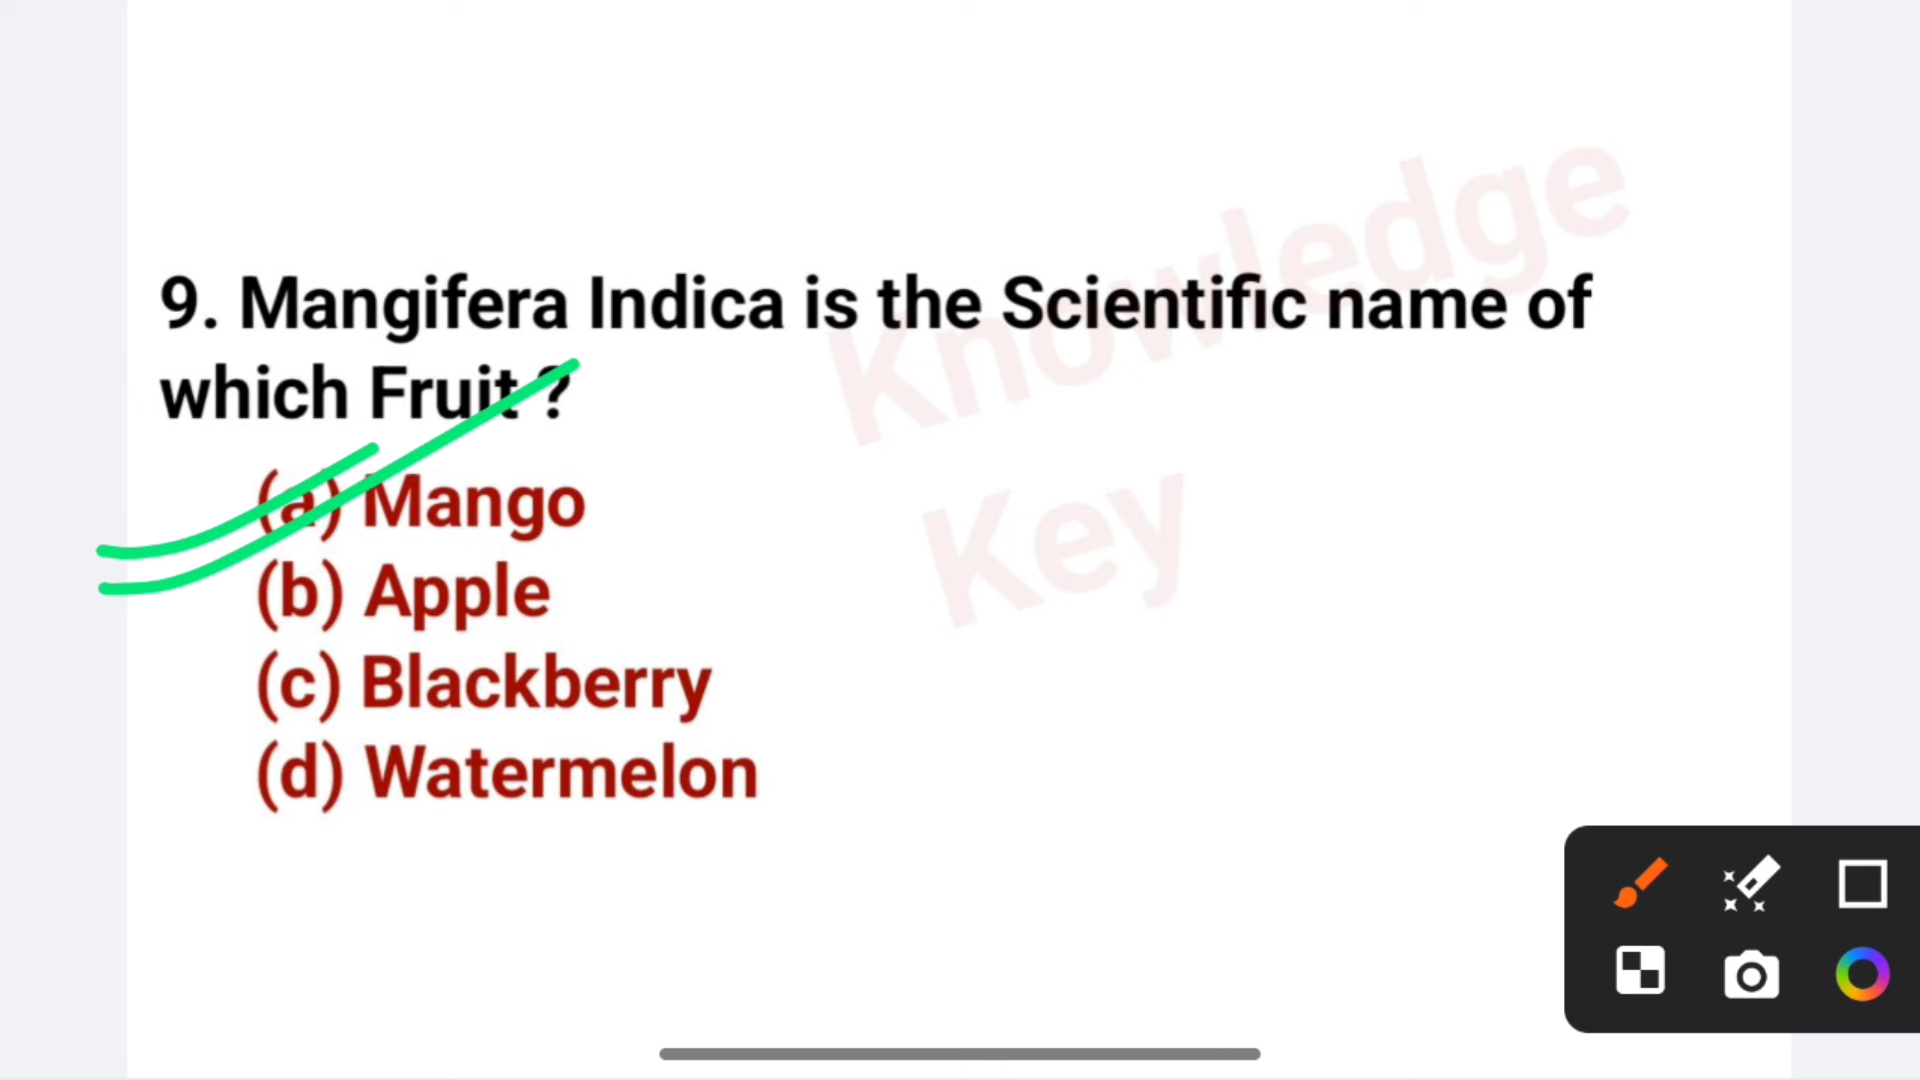 9. Mangifera Indica is the Scientific name of
which Fruit ?
(a) Mango
(b) Apple
(c) Blackberry
(d) Watermelon
Knowledge
Key